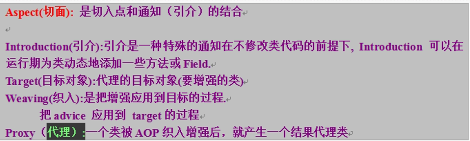 Aspect(切面): 是切入点和通知（引介）的结合
Introduction(引介):引介是一种特殊的通知在不修改类代码的前提下, Introduction 可以在
运行期为类动态地添加一些方法或 Field.
Target(目标对象):代理的目标对象(要增强的类)
Weaving(织入):是把增强应用到目标的过程.
把 advice 应用到 target 的过程
Proxy（代理）:一个类被 AOP 织入增强后，就产生一个结果代理类